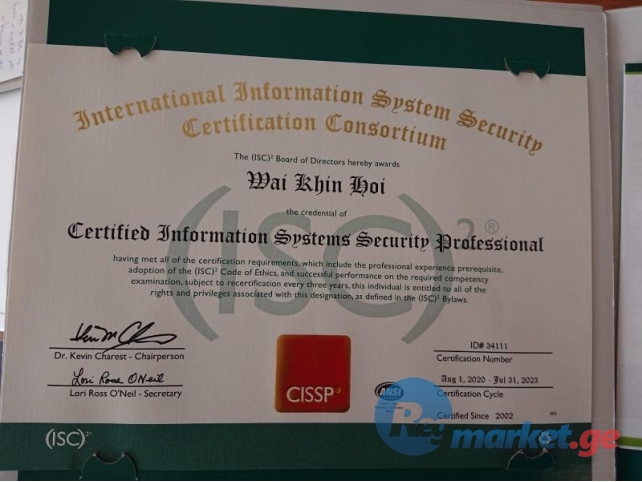 International Information System Security
Certification Consortium
The (ISC)² Board of Directors hereby awards
Wai Khin Hoi
the credential of
(ISC)²®
Certified Information Systems Security Professional
having met all of the certification requirements, which include the professional experience prerequisite,
adoption of the (ISC)² Code of Ethics, and successful performance on the required competency
examination, subject to recertification every three years, this individual is entitled to all of the
rights and privileges associated with this designation, as defined in the (ISC)² Bylaws.
Dr. Kevin Charest - Chairperson
Lori Ross O'Neil
Lori Ross O'Neil - Secretary
CISSP®
ID# 34111
Certification Number
ANSI
Aug 1, 2020 - Jul 31, 2023
Certification Cycle
Certified Since 2002
(ISC)²
market.ge